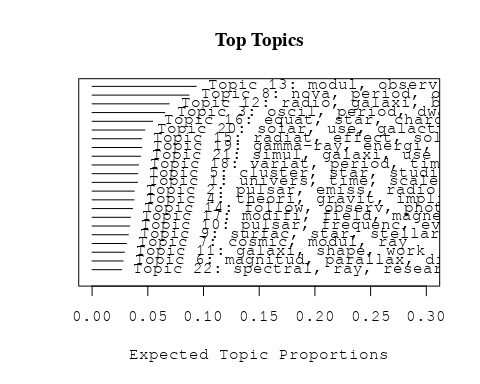 Top Topics
Topic 13: modul, observ
Topic 8: nova, period,
Topic 12: radio, galaxi,
Topic 3: oscil, period,
Topic 16: equat, star, charg
Topic 20: solar, use, galacti
Topic 15: radiat, effect, sol
Topic 19: gamma-ray, energi,
Topic 21: simul, galaxi, use
Topic 18: variat, period, tim
Topic 5: cluster, star, studi
Topic 1: univers, time, scale
Topic 2: pulsar, emiss, radio
Topic 4: theori, gravit, impli
Topic 14: follow, observ, phot
Topic 17: modifi, field, magne
Topic 10: pulsar, frequenc, ev
Topic 9: surfac, star, stellar
Topic 7: cosmic, modul, ray
Topic 11: galaxi, shape, work
Topic 6: magnitud, parallax, di
Topic 22: spectral, ray, resear
0.00 0.05 0.10 0.15 0.20 0.25 0.30
Expected Topic Proportions